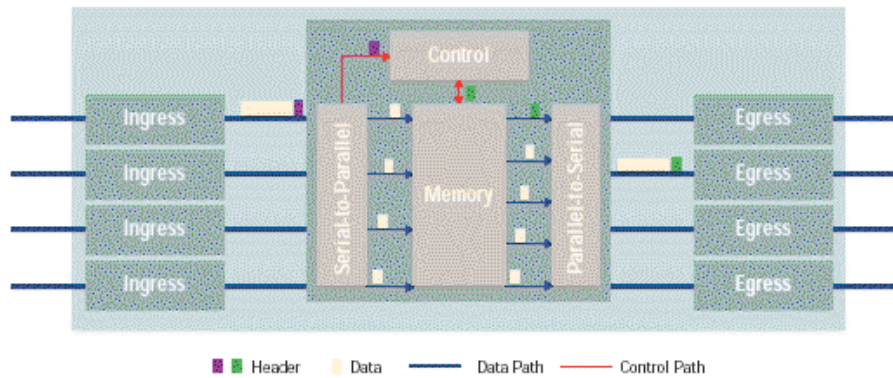 Control
Ingress
Ingress
Ingress
Ingress
Serial-to-Parallel
Memory
Parallel-to-Serial
Egress
Egress
Egress
Egress
Header
Data
Data Path
Control Path